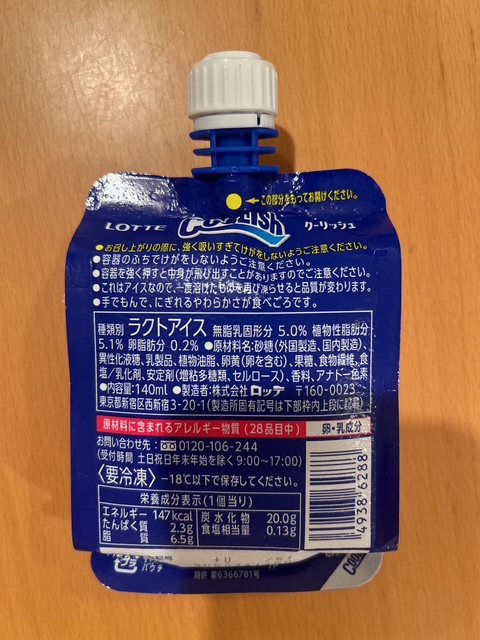 ←この部分をもってお開けください。
LOTTE COOLISH クーリッシュ
●お召し上がりの際に、強く吸いすぎてけがをしないようご注意ください。
●容器のふちでけがをしないようご注意ください。
●容器を強く押すと中身が飛び出すことがありますのでご注意ください。
●これはアイスなので、一度溶けたものを再び凍らせると品質が変わります。
●手でもんで、にぎれるやわらかさが食べごろです。
種類別 ラクトアイス 無脂乳固形分 5.0% 植物性脂肪分
5.1% 卵脂肪分 0.2% ●原材料名:砂糖(外国製造、国内製造)、
異性化液糖、乳製品、植物油脂、卵黄(卵を含む)、果糖、食物繊維、食
塩/乳化剤、安定剤(増粘多糖類、セルロース)、香料、アナトー色素
●内容量:140ml ●製造者:株式会社 ロッテ 〒160-0023
東京都新宿区西新宿3-20-1(製造所固有記号は下部枠内上段に記載)
原材料に含まれるアレルギー物質(28品目中) 卵・乳成分
お問い合わせ先:0120-106-244
(受付時間 土日祝日年末年始を除く9:00~17:00)
〈要冷凍〉 -18℃以下で保存してください。
栄養成分表示(1個当り)
エネルギー 147kcal 炭水化物 20.0g
たんぱく質 2.3g 食塩相当量 0.13g
脂質 6.5g
4938 6288
プラ パウチ
特許 第6366781号